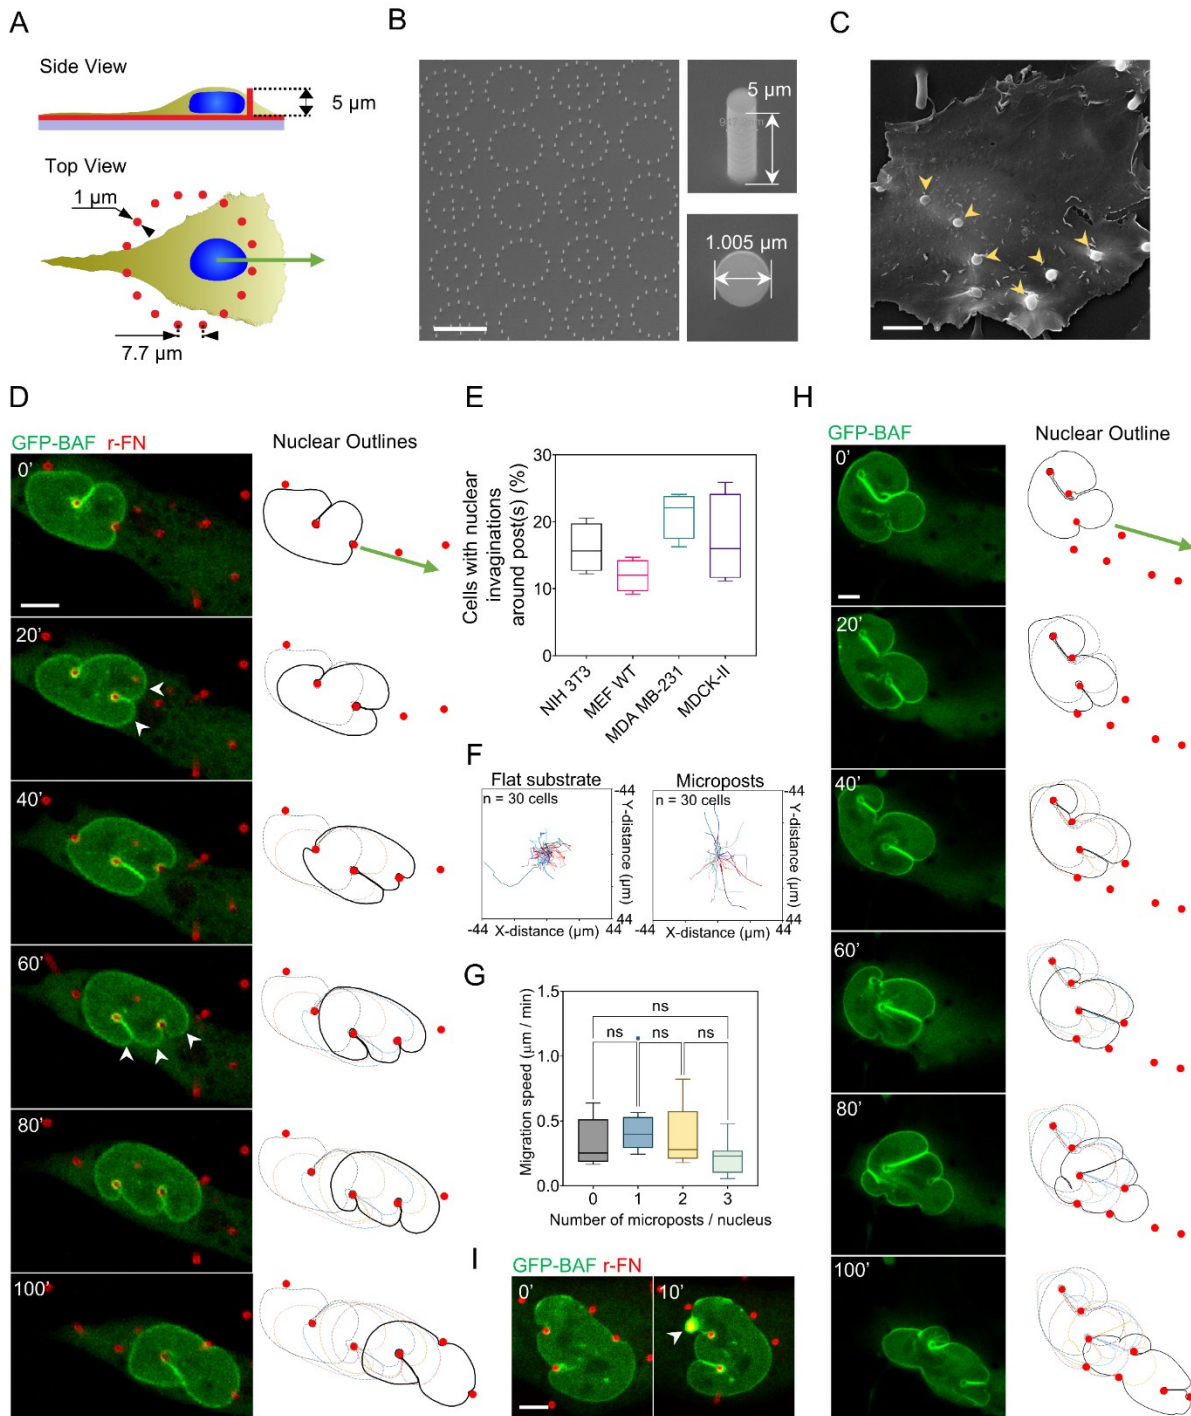 A
Side View
5 µm
Top View
1 µm
7.7 µm
B
5 µm
1.005 µm
C
D
GFP-BAF r-FN
Nuclear Outlines
0’
20’
40’
60’
80’
100’
E
Cells with nuclear
invaginations
around post(s) (%)
30
20
10
0
NIH 3T3
MEF WT
MDA MB-231
MDCK-II
F
Flat substrate
n = 30 cells
-44
Y-distance (µm)
44
-44 X-distance (µm) 44
Microposts
n = 30 cells
-44
Y-distance (µm)
44
-44 X-distance (µm) 44
G
Migration speed (µm / min)
1.5
1.0
0.5
0.0
ns
ns ns ns
0 1 2 3
Number of microposts / nucleus
H
GFP-BAF
Nuclear Outline
0’
20’
40’
60’
80’
100’
I
GFP-BAF r-FN
0’
10’